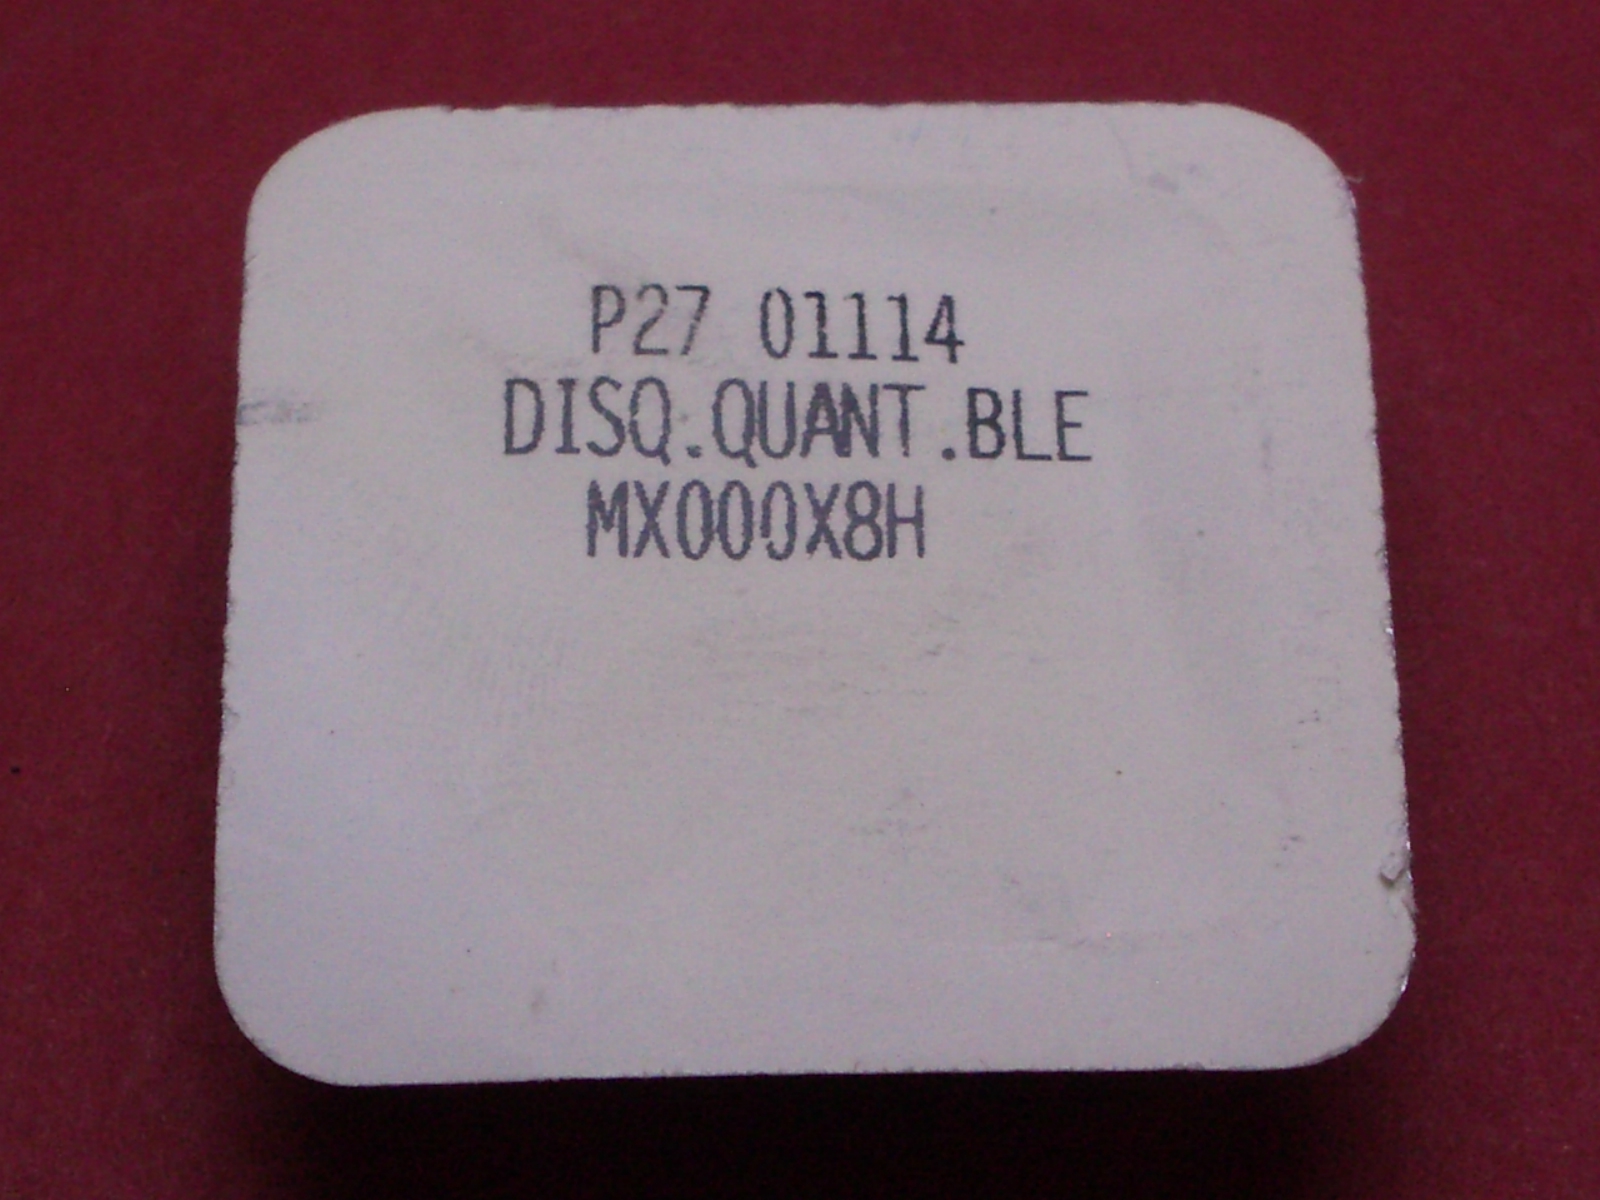 P27 01114
DISQ.QUANT.BLE
MX000X8H